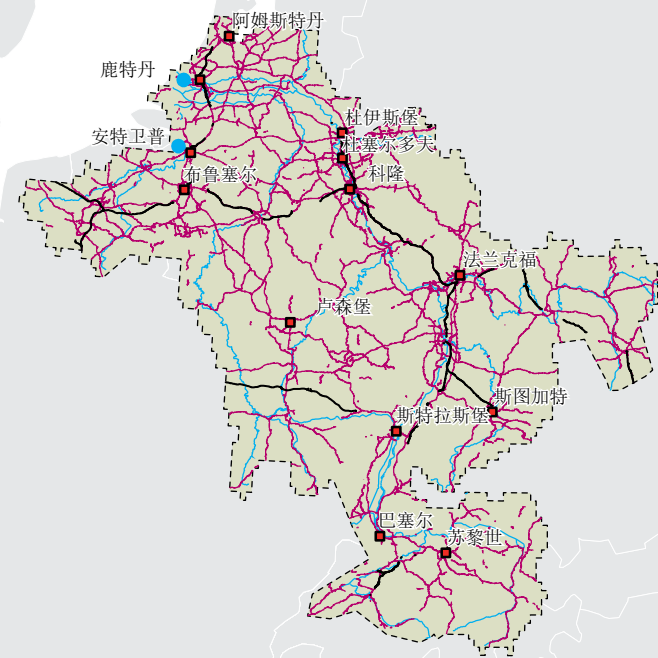 阿姆斯特丹
鹿特丹
杜伊斯堡
安特卫普
杜塞尔多夫
布鲁塞尔
科隆
法兰克福
卢森堡
斯图加特
斯特拉斯堡
巴塞尔
苏黎世